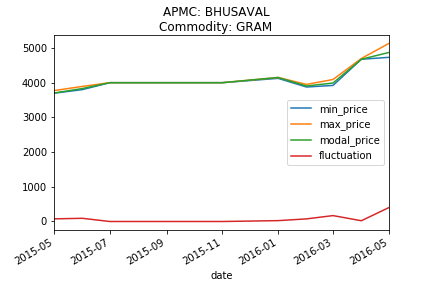 APMC: BHUSAVAL
Commodity: GRAM
5000
4000
3000
2000
1000
0
min_price
max_price
modal_price
fluctuation
2015-05
2015-07
2015-09
2015-11
2016-01
2016-03
2016-05
date